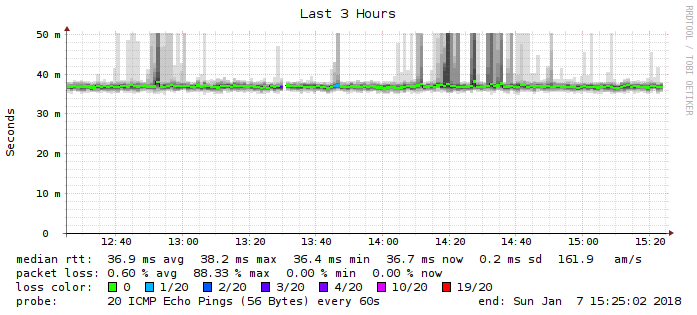 Last 3 Hours
RRDTOOL / TOBI OETIKER
Seconds
50 m
40 m
30 m
20 m
10 m
0
12:40 13:00 13:20 13:40 14:00 14:20 14:40 15:00 15:20
median rtt: 36.9 ms avg 38.2 ms max 36.4 ms min 36.7 ms now 0.2 ms sd 161.9 am/s
packet loss: 0.60 % avg 88.33 % max 0.00 % min 0.00 % now
loss color: 0 1/20 2/20 3/20 4/20 10/20 19/20
probe: 20 ICMP Echo Pings (56 Bytes) every 60s end: Sun Jan 7 15:25:02 2018